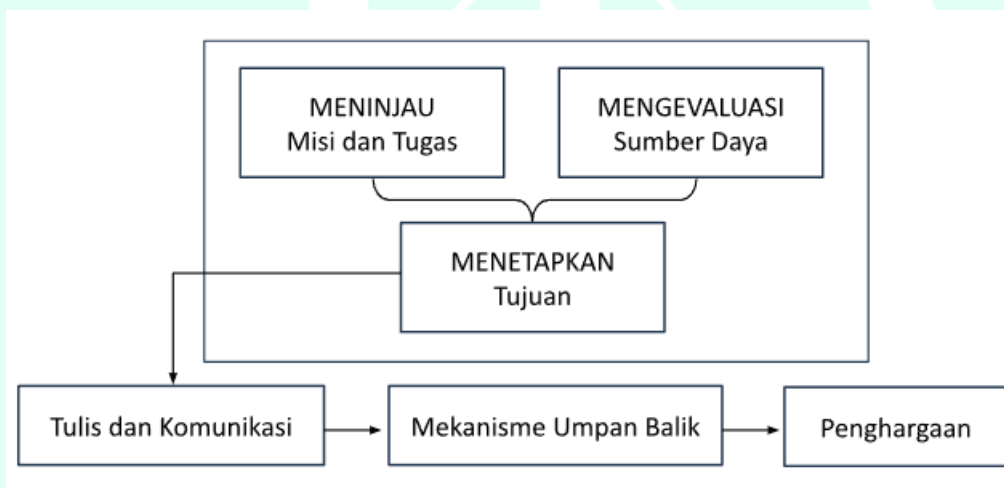 MENINJAU
Misi dan Tugas
MENGEVALUASI
Sumber Daya
MENETAPKAN
Tujuan
Tulis dan Komunikasi
Mekanisme Umpan Balik
Penghargaan